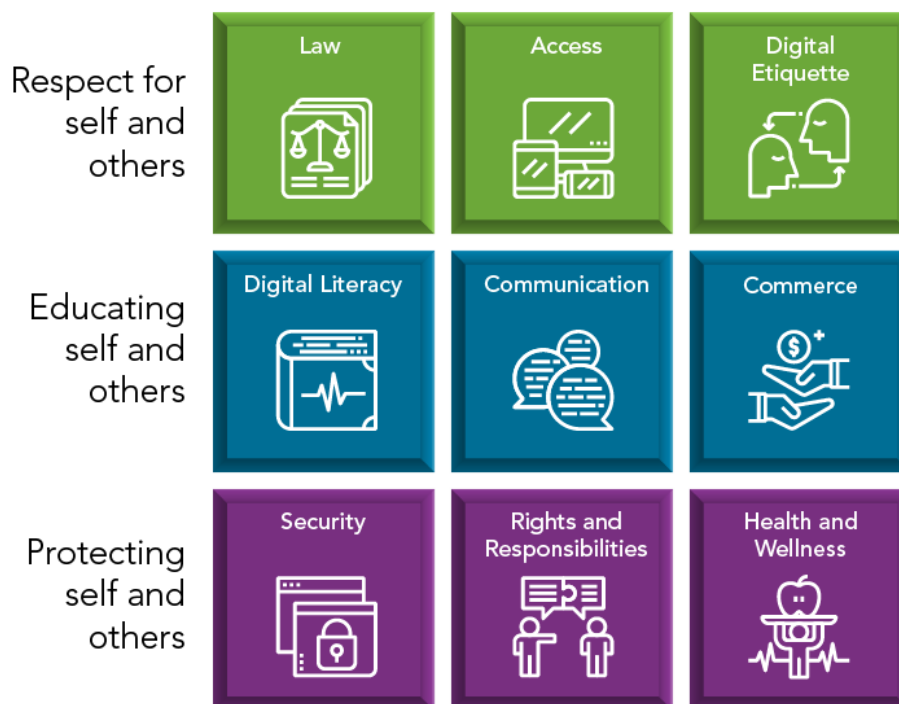 Respect for
self and
others
Law
Access
Digital
Etiquette
Educating
self and
others
Digital Literacy
Communication
Commerce
$
Protecting
self and
others
Security
Rights and
Responsibilities
Health and
Wellness